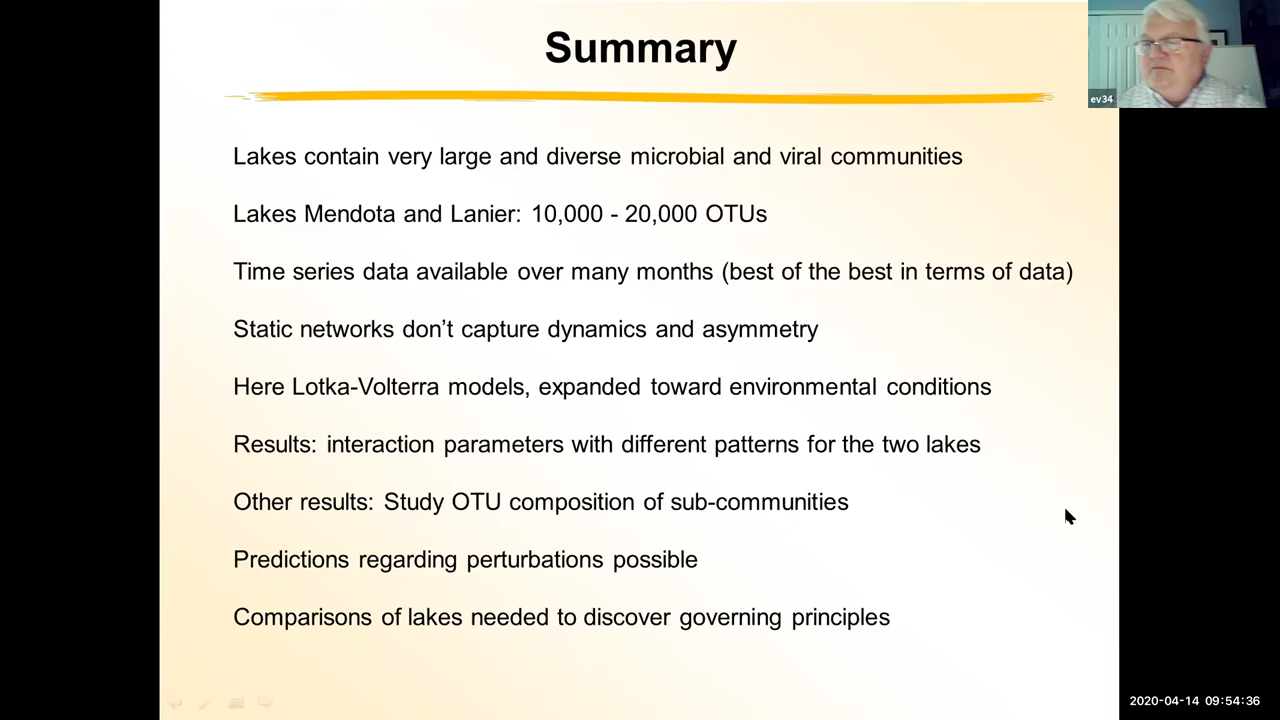 Summary
ev34
Lakes contain very large and diverse microbial and viral communities
Lakes Mendota and Lanier: 10,000 - 20,000 OTUs
Time series data available over many months (best of the best in terms of data)
Static networks don’t capture dynamics and asymmetry
Here Lotka-Volterra models, expanded toward environmental conditions
Results: interaction parameters with different patterns for the two lakes
Other results: Study OTU composition of sub-communities
Predictions regarding perturbations possible
Comparisons of lakes needed to discover governing principles
2020-04-14 09:54:36